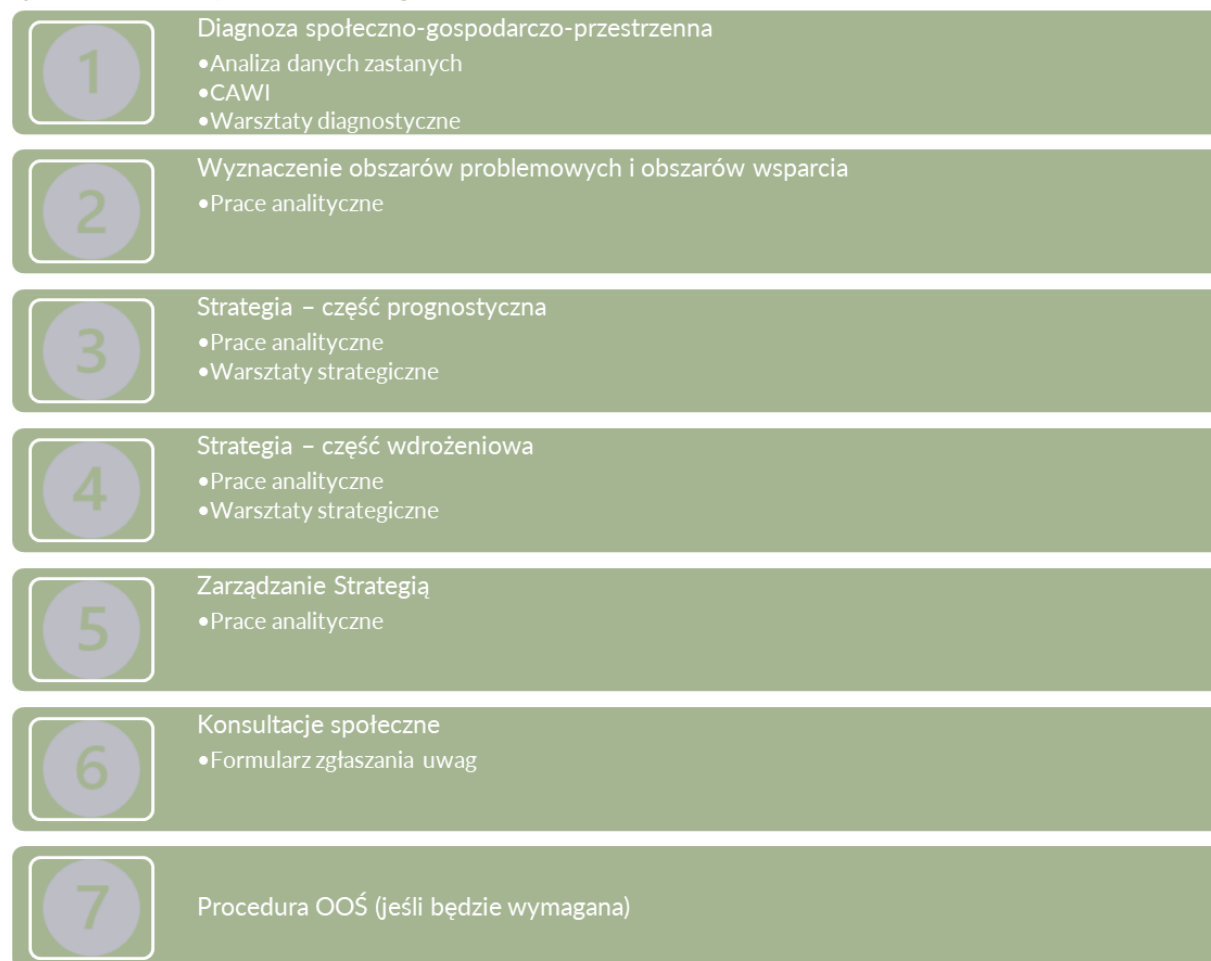 1
Diagnoza społeczno-gospodarczo-przestrzenna
•Analiza danych zastanych
•CAWI
•Warsztaty diagnostyczne
2
Wyznaczenie obszarów problemowych i obszarów wsparcia
•Prace analityczne
3
Strategia – część prognostyczna
•Prace analityczne
•Warsztaty strategiczne
4
Strategia – część wdrożeniowa
•Prace analityczne
•Warsztaty strategiczne
5
Zarządzanie Strategią
•Prace analityczne
6
Konsultacje społeczne
•Formularz zgłaszania uwag
7
Procedura OOŚ (jeśli będzie wymagana)